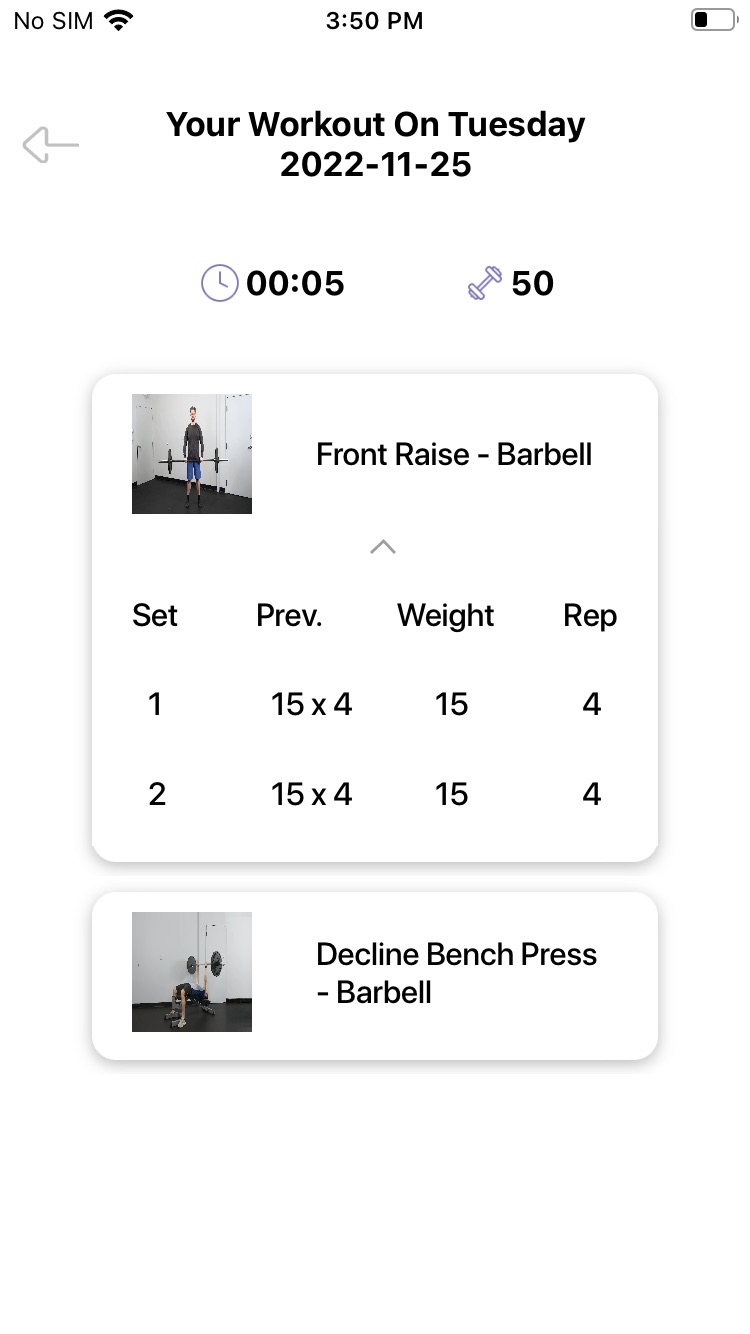 No SIM 3:50 PM
Your Workout On Tuesday
2022-11-25
00:05 50
Front Raise - Barbell
Set Prev. Weight Rep
1 15 x 4 15 4
2 15 x 4 15 4
Decline Bench Press
- Barbell